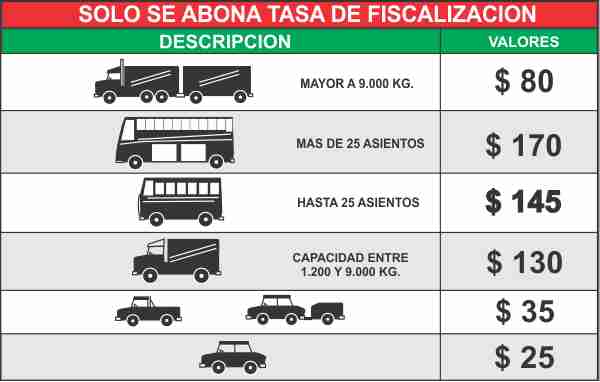 SOLO SE ABONA TASA DE FISCALIZACION
DESCRIPCION VALORES
MAYOR A 9.000 KG. $ 80
MAS DE 25 ASIENTOS $ 170
HASTA 25 ASIENTOS $ 145
CAPACIDAD ENTRE
1.200 Y 9.000 KG. $ 130
$ 35
$ 25